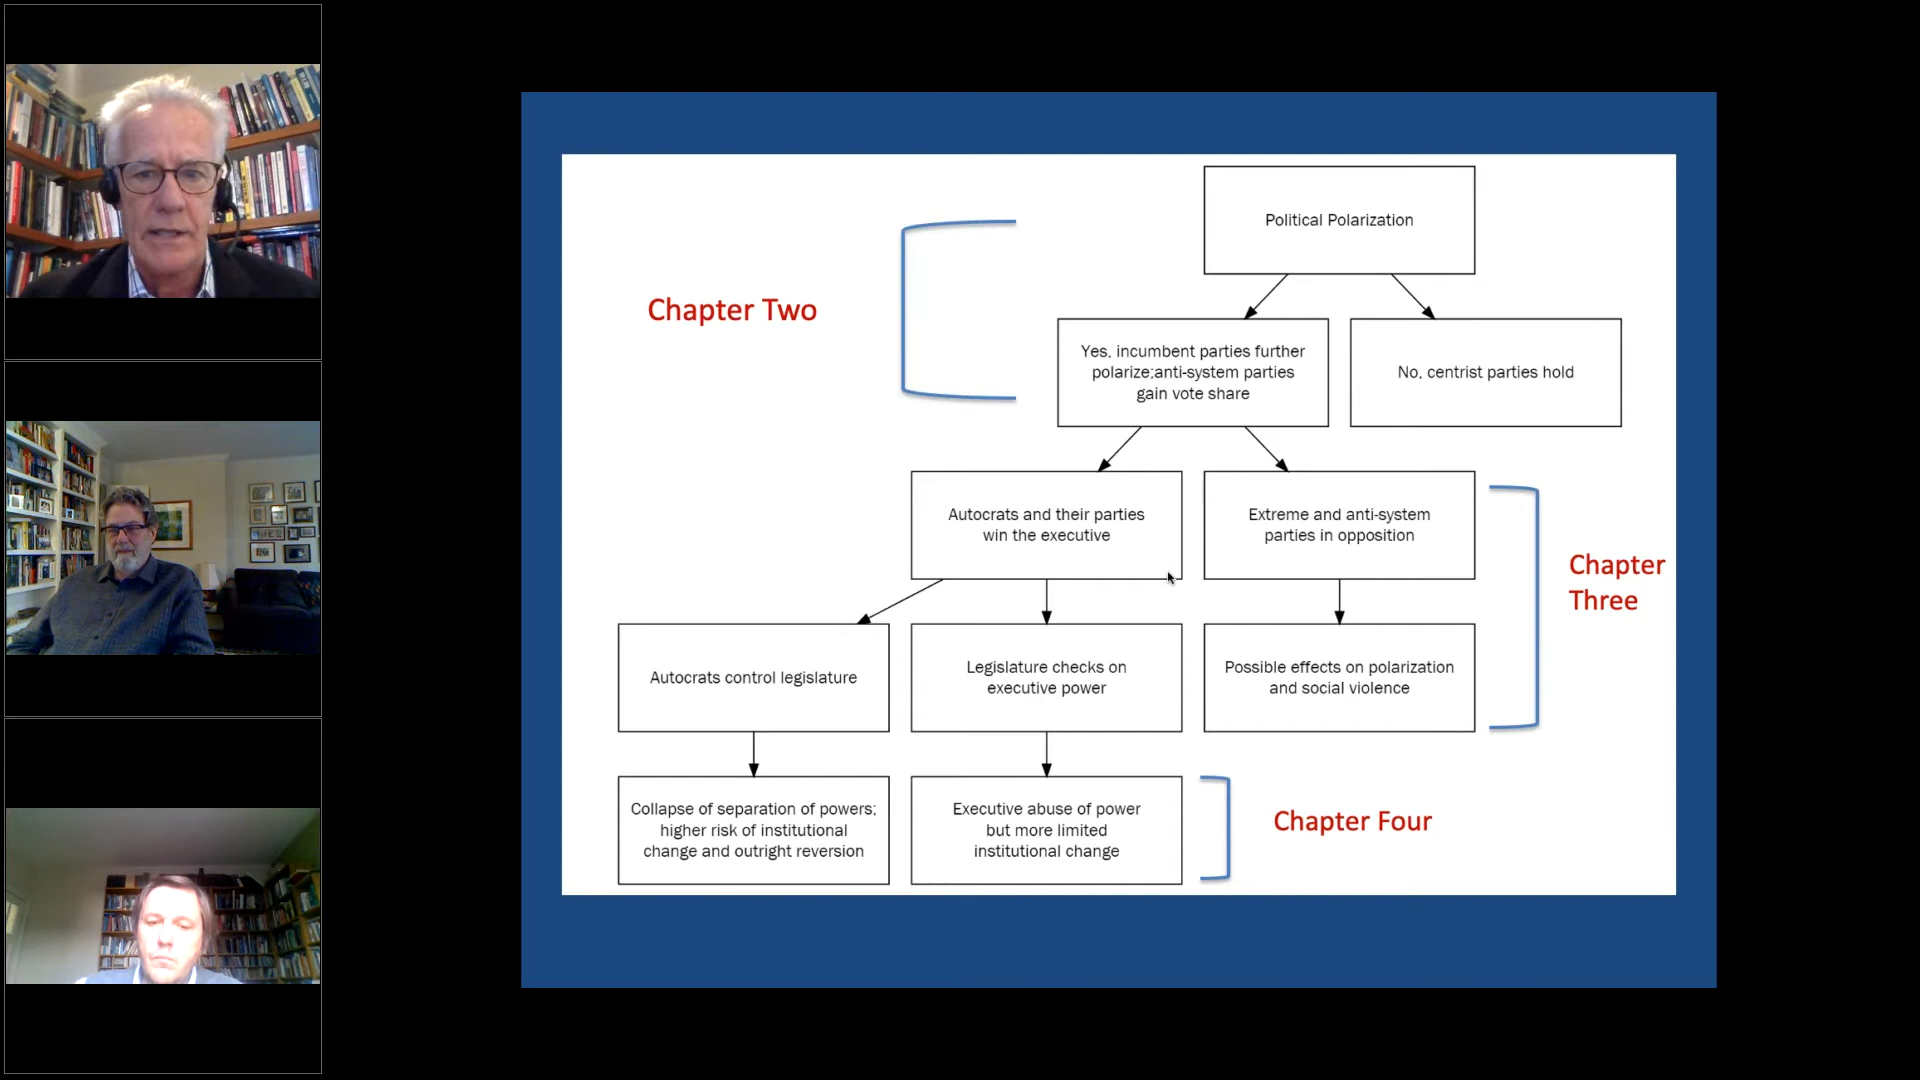 Political Polarization
Chapter Two
Yes, incumbent parties further
polarize;anti-system parties
gain vote share
No, centrist parties hold
Autocrats and their parties
win the executive
Extreme and anti-system
parties in opposition
Chapter
Three
Autocrats control legislature
Legislature checks on
executive power
Possible effects on polarization
and social violence
Collapse of separation of powers;
higher risk of institutional
change and outright reversion
Executive abuse of power
but more limited
institutional change
Chapter Four